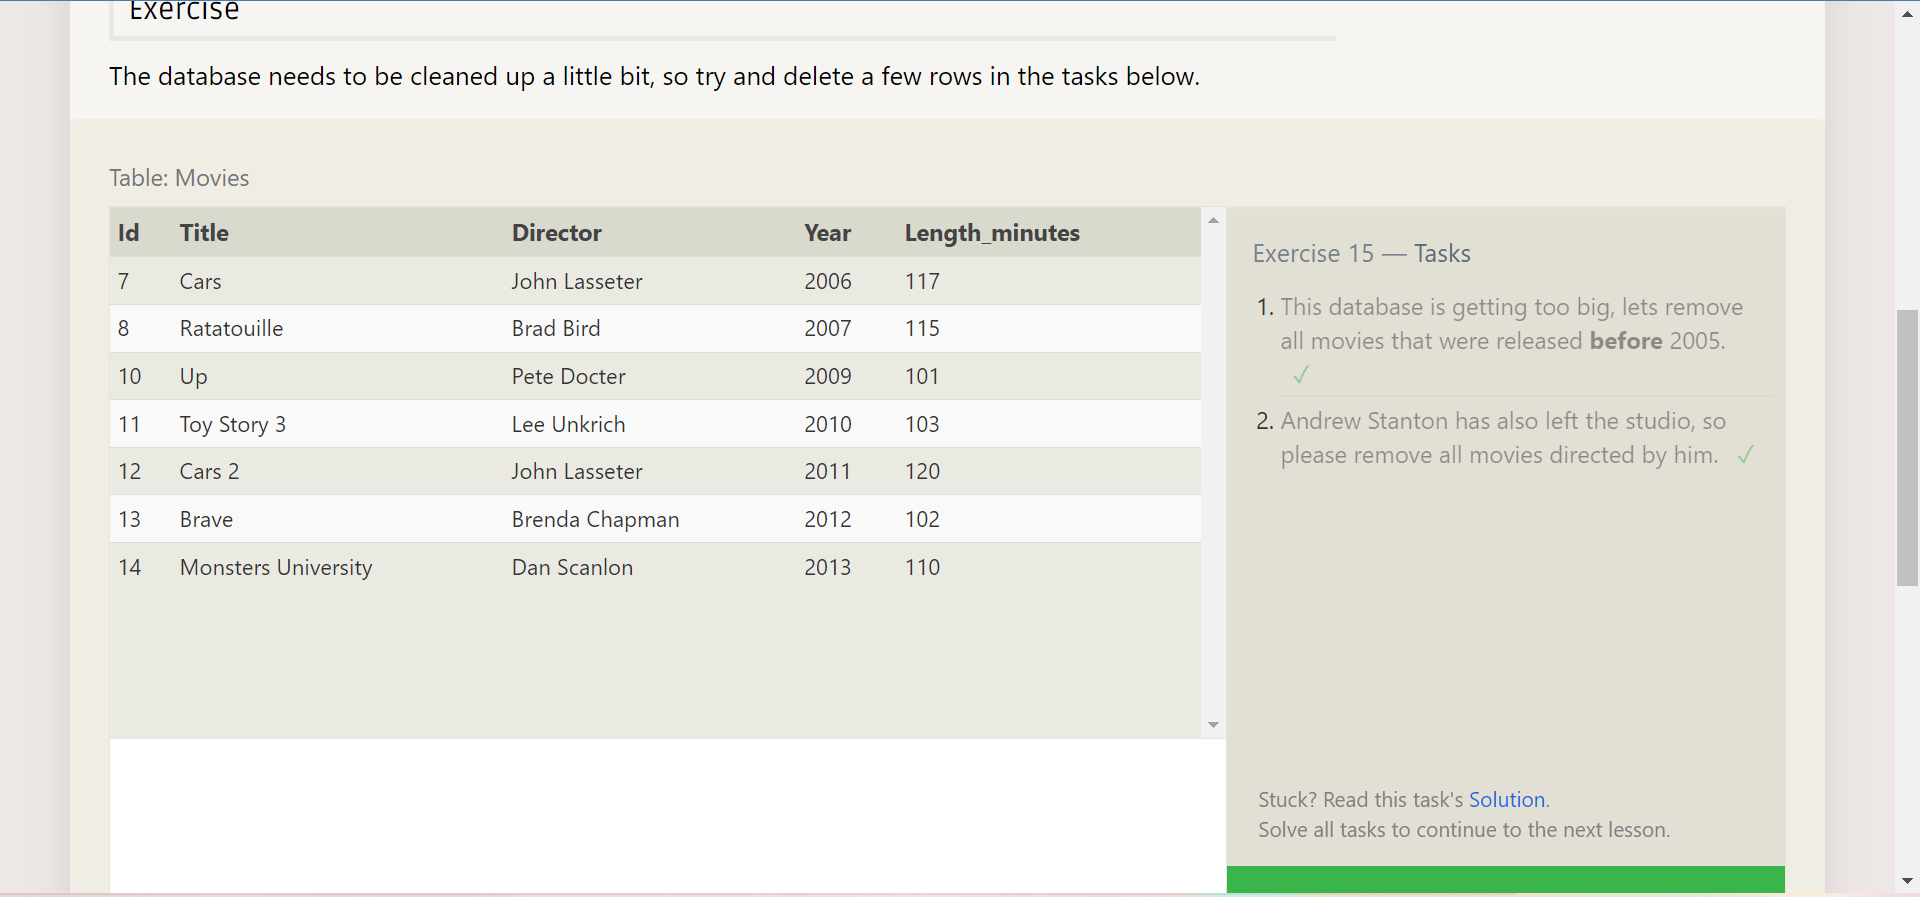 Exercise
The database needs to be cleaned up a little bit, so try and delete a few rows in the tasks below.
Table: Movies
Id Title Director Year Length_minutes
7 Cars John Lasseter 2006 117
8 Ratatouille Brad Bird 2007 115
10 Up Pete Docter 2009 101
11 Toy Story 3 Lee Unkrich 2010 103
12 Cars 2 John Lasseter 2011 120
13 Brave Brenda Chapman 2012 102
14 Monsters University Dan Scanlon 2013 110
Exercise 15 — Tasks
1. This database is getting too big, lets remove
all movies that were released before 2005.
✓
2. Andrew Stanton has also left the studio, so
please remove all movies directed by him. ✓
Stuck? Read this task's Solution.
Solve all tasks to continue to the next lesson.